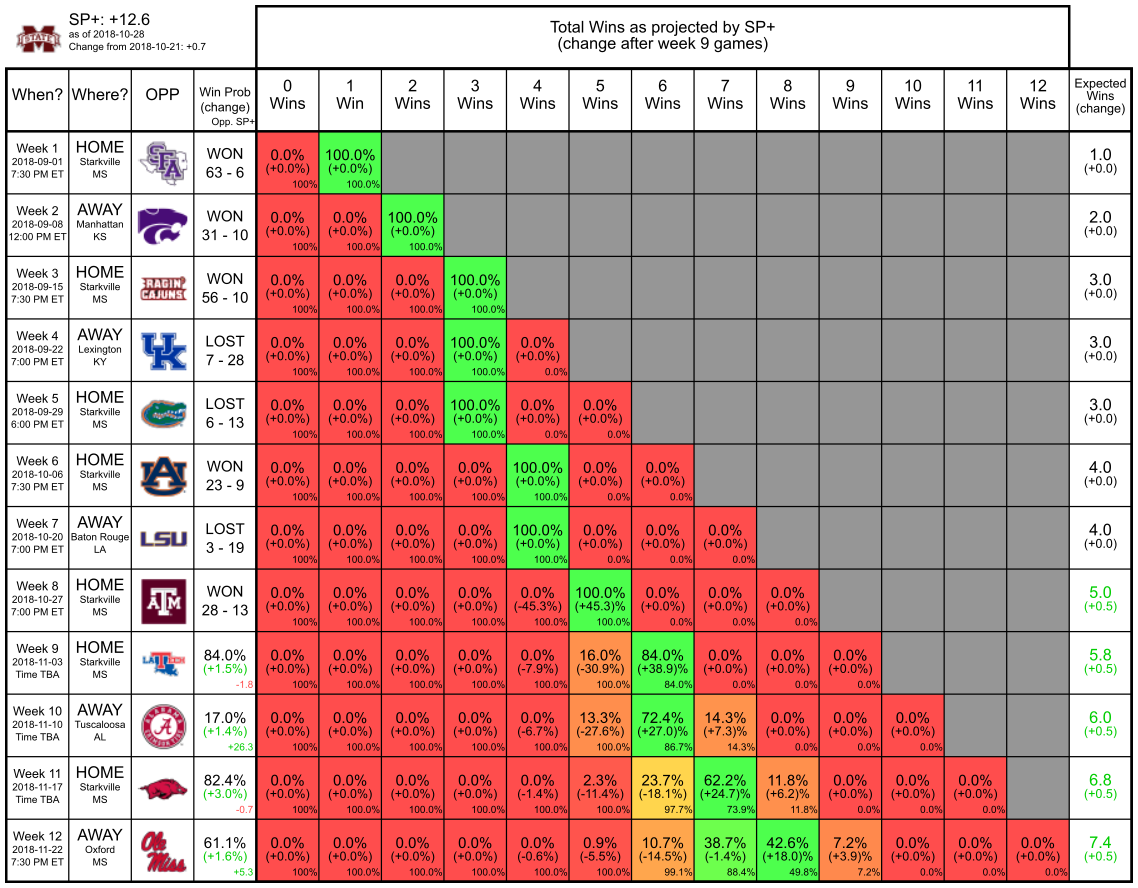 STATE
SP+: +12.6
as of 2018-10-28
Change from 2018-10-21: +0.7
Total Wins as projected by SP+
(change after week 9 games)
When? Where? OPP Win Prob (change) Opp. SP+ 0 Wins 1 Win 2 Wins 3 Wins 4 Wins 5 Wins 6 Wins 7 Wins 8 Wins 9 Wins 10 Wins 11 Wins 12 Wins Expected Wins (change)
Week 1 HOME SFA WON 0.0% 100.0% 1.0
2018-09-01 Starkville 63 - 6 (+0.0%) (+0.0%) (+0.0)
7:30 PM ET MS 100% 100.0%
Week 2 AWAY WON 0.0% 0.0% 100.0% 2.0
2018-09-08 Manhattan 31 - 10 (+0.0%) (+0.0%) (+0.0%) (+0.0)
12:00 PM ET KS 100% 100.0% 100.0%
Week 3 HOME RAGIN' CAJUNS WON 0.0% 0.0% 0.0% 100.0% 3.0
2018-09-15 Starkville 56 - 10 (+0.0%) (+0.0%) (+0.0%) (+0.0%) (+0.0)
7:30 PM ET MS 100% 100.0% 100.0% 100.0%
Week 4 AWAY UK LOST 0.0% 0.0% 0.0% 100.0% 0.0% 3.0
2018-09-22 Lexington 7 - 28 (+0.0%) (+0.0%) (+0.0%) (+0.0%) (+0.0%) (+0.0)
7:00 PM ET KY 100% 100.0% 100.0% 100.0% 0.0%
Week 5 HOME LOST 0.0% 0.0% 0.0% 100.0% 0.0% 0.0% 3.0
2018-09-29 Starkville 6 - 13 (+0.0%) (+0.0%) (+0.0%) (+0.0%) (+0.0%) (+0.0%) (+0.0)
6:00 PM ET MS 100% 100.0% 100.0% 100.0% 0.0% 0.0%
Week 6 HOME AU WON 0.0% 0.0% 0.0% 0.0% 100.0% 0.0% 0.0% 4.0
2018-10-06 Starkville 23 - 9 (+0.0%) (+0.0%) (+0.0%) (+0.0%) (+0.0%) (+0.0%) (+0.0%) (+0.0)
7:30 PM ET MS 100% 100.0% 100.0% 100.0% 100.0% 0.0% 0.0%
Week 7 AWAY LSU LOST 0.0% 0.0% 0.0% 0.0% 100.0% 0.0% 0.0% 0.0% 4.0
2018-10-20 Baton Rouge 3 - 19 (+0.0%) (+0.0%) (+0.0%) (+0.0%) (+0.0%) (+0.0%) (+0.0%) (+0.0%) (+0.0)
7:00 PM ET LA 100% 100.0% 100.0% 100.0% 100.0% 0.0% 0.0% 0.0%
Week 8 HOME ATM WON 0.0% 0.0% 0.0% 0.0% 0.0% 100.0% 0.0% 0.0% 0.0% 5.0
2018-10-27 Starkville 28 - 13 (+0.0%) (+0.0%) (+0.0%) (+0.0%) (-45.3%) (+45.3)% (+0.0%) (+0.0%) (+0.0%) (+0.5)
7:00 PM ET MS 100% 100.0% 100.0% 100.0% 100.0% 100.0% 0.0% 0.0% 0.0%
Week 9 HOME LA TECH 84.0% 0.0% 0.0% 0.0% 0.0% 0.0% 16.0% 84.0% 0.0% 0.0% 0.0% 5.8
2018-11-03 Starkville (+1.5%) (+0.0%) (+0.0%) (+0.0%) (+0.0%) (-7.9%) (-30.9%) (+38.9)% (+0.0%) (+0.0%) (+0.0%) (+0.5)
Time TBA MS -1.8 100% 100.0% 100.0% 100.0% 100.0% 100.0% 84.0% 0.0% 0.0% 0.0%
Week 10 AWAY A 17.0% 0.0% 0.0% 0.0% 0.0% 0.0% 13.3% 72.4% 14.3% 0.0% 0.0% 0.0% 6.0
2018-11-10 Tuscaloosa (+1.4%) (+0.0%) (+0.0%) (+0.0%) (+0.0%) (-6.7%) (-27.6%) (+27.0)% (+7.3)% (+0.0%) (+0.0%) (+0.0%) (+0.5)
Time TBA AL +26.3 100% 100.0% 100.0% 100.0% 100.0% 100.0% 86.7% 14.3% 0.0% 0.0% 0.0%
Week 11 HOME 82.4% 0.0% 0.0% 0.0% 0.0% 0.0% 2.3% 23.7% 62.2% 11.8% 0.0% 0.0% 0.0% 6.8
2018-11-17 Starkville (+3.0%) (+0.0%) (+0.0%) (+0.0%) (+0.0%) (-1.4%) (-11.4%) (-18.1%) (+24.7)% (+6.2)% (+0.0%) (+0.0%) (+0.0%) (+0.5)
Time TBA MS -0.7 100% 100.0% 100.0% 100.0% 100.0% 100.0% 97.7% 73.9% 11.8% 0.0% 0.0% 0.0%
Week 12 AWAY Ole Miss 61.1% 0.0% 0.0% 0.0% 0.0% 0.0% 0.9% 10.7% 38.7% 42.6% 7.2% 0.0% 0.0% 0.0% 7.4
2018-11-22 Oxford (+1.6%) (+0.0%) (+0.0%) (+0.0%) (+0.0%) (-0.6%) (-5.5%) (-14.5%) (-1.4%) (+18.0)% (+3.9)% (+0.0%) (+0.0%) (+0.0%) (+0.5)
7:30 PM ET MS +5.3 100% 100.0% 100.0% 100.0% 100.0% 100.0% 99.1% 88.4% 49.8% 7.2% 0.0% 0.0% 0.0%